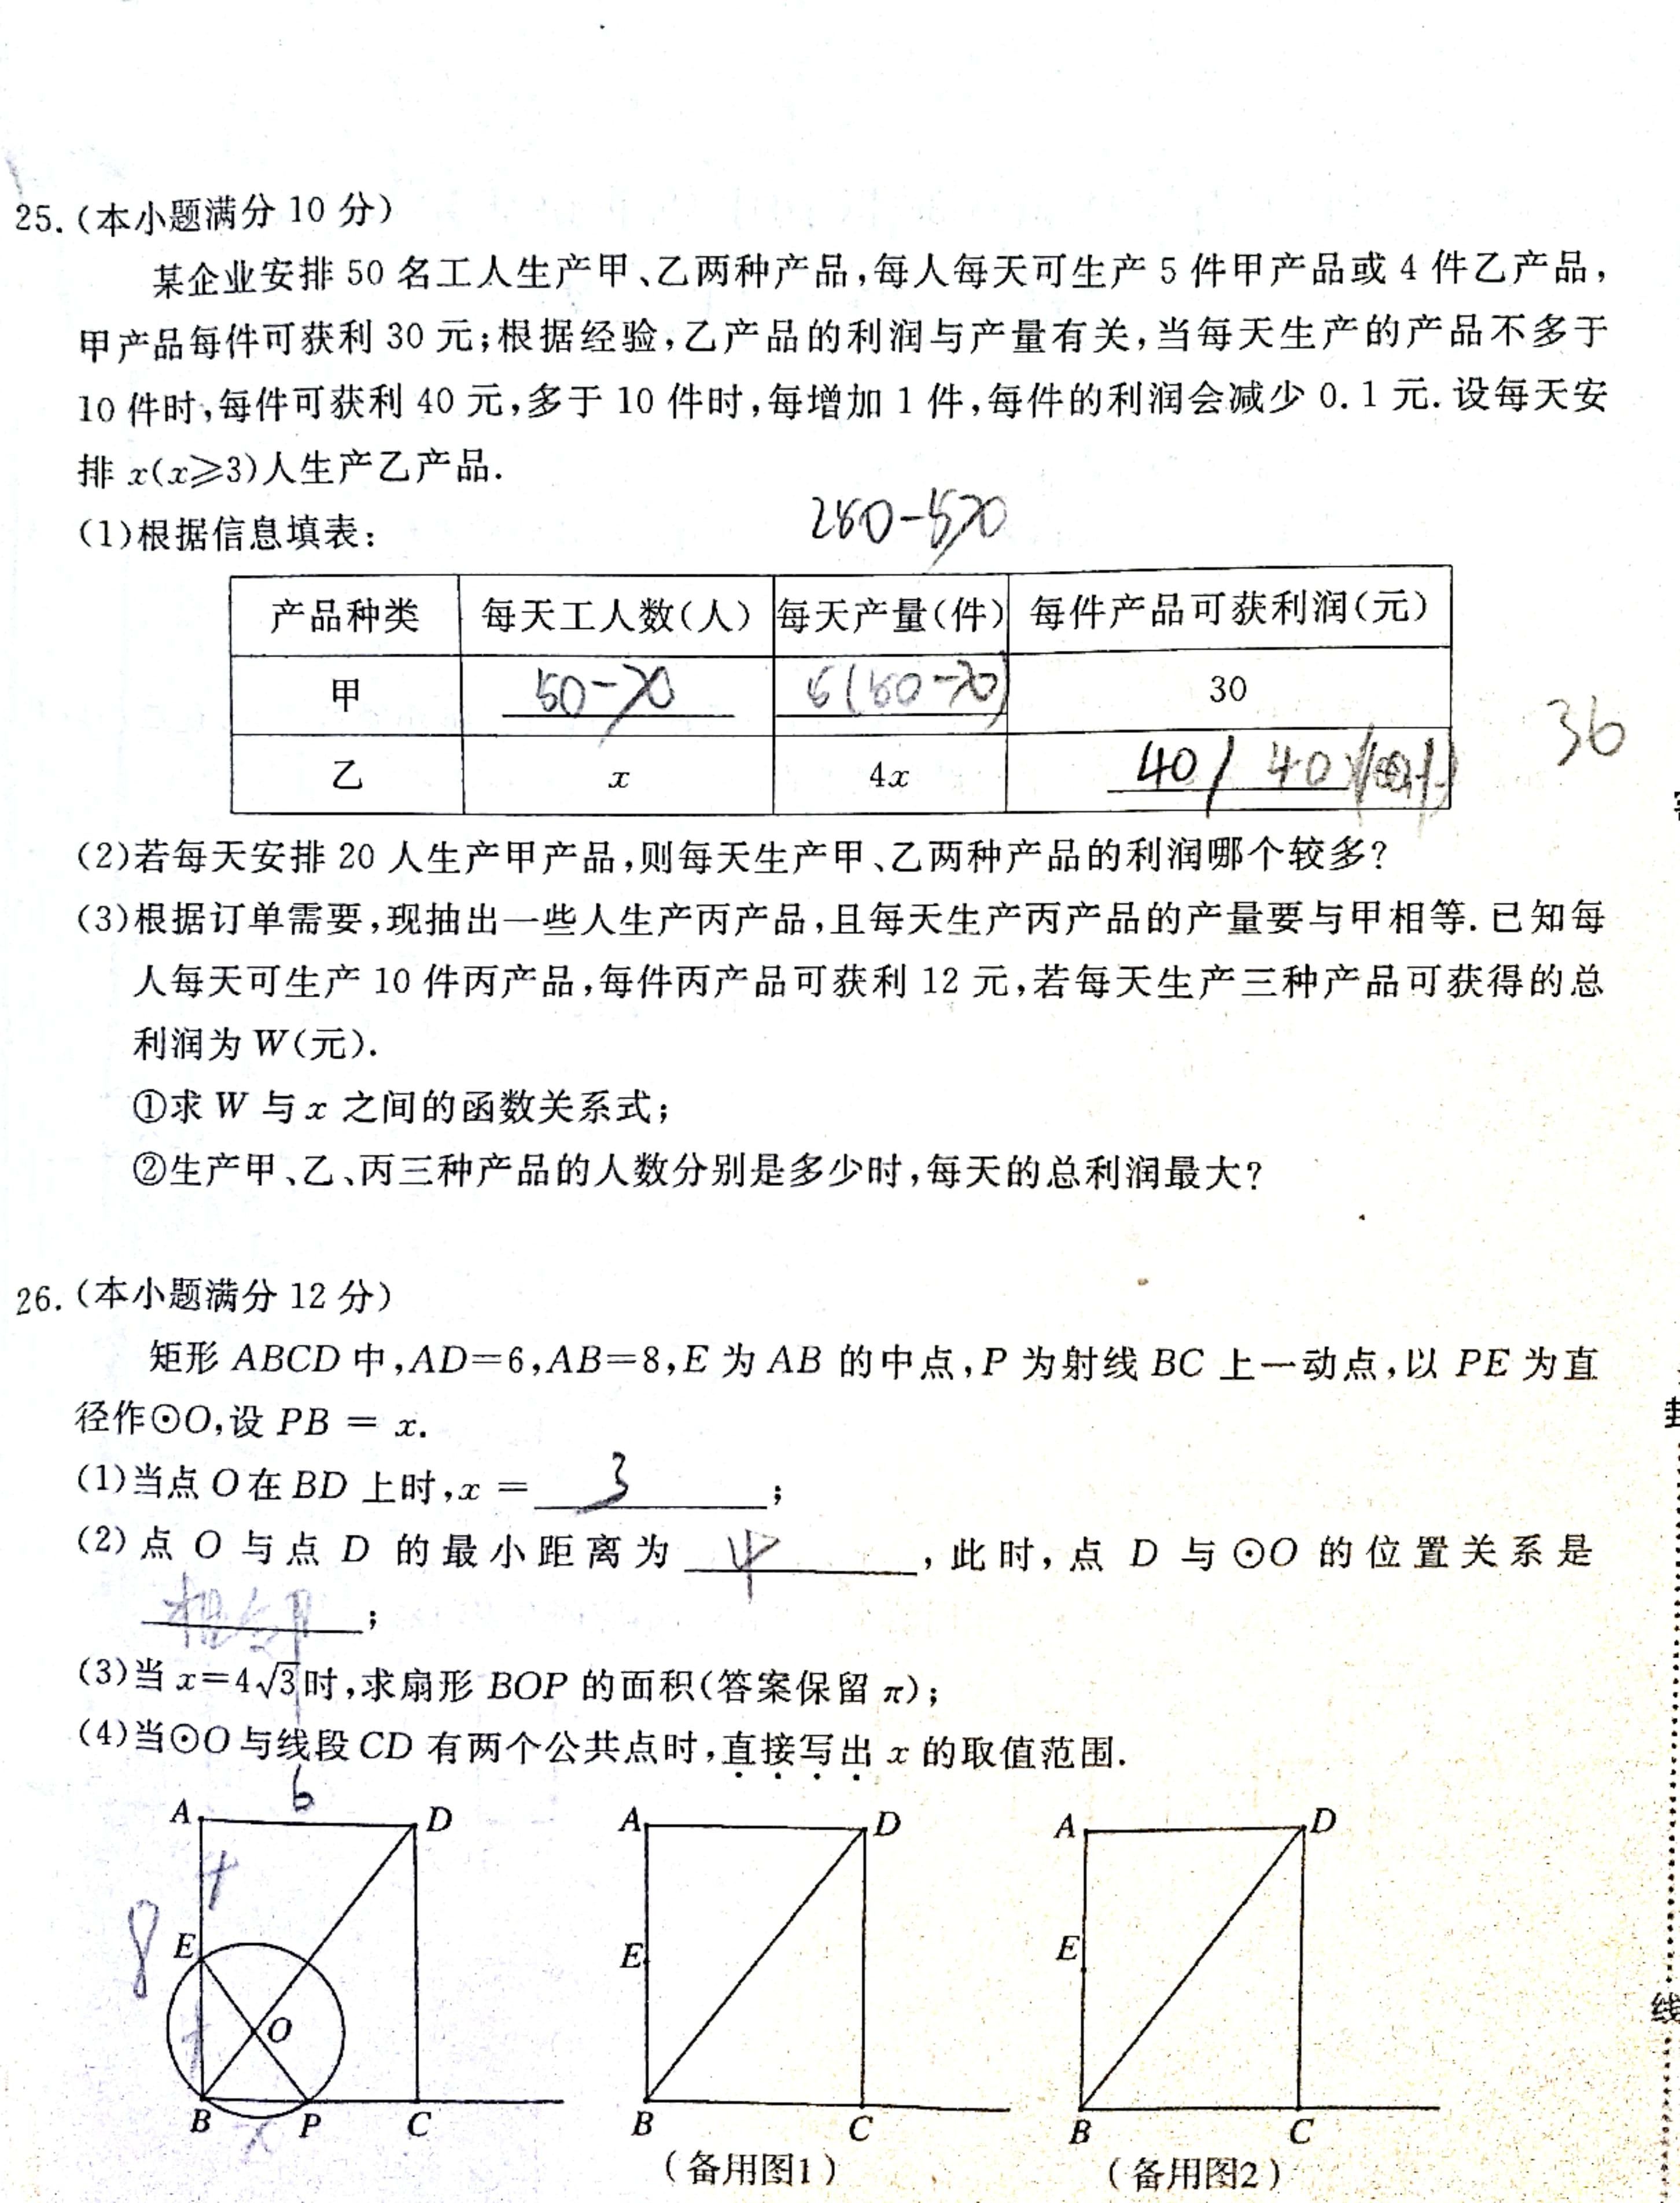 25.(本小题满分 10 分)
某企业安排 50 名工人生产甲、乙两种产品,每人每天可生产 5 件甲产品或 4 件乙产品,
甲产品每件可获利 30 元;根据经验,乙产品的利润与产量有关,当每天生产的产品不多于
10 件时,每件可获利 40 元,多于 10 件时,每增加 1 件,每件的利润会减少 0.1 元.设每天安
排 x(x≥3)人生产乙产品.
(1)根据信息填表:
250-5x
产品种类 每天工人数(人) 每天产量(件) 每件产品可获利润(元)
甲 50-x 5(50-x) 30
36
乙 x 4x 40/ 40
(2)若每天安排 20 人生产甲产品,则每天生产甲、乙两种产品的利润哪个较多?
(3)根据订单需要,现抽出一些人生产丙产品,且每天生产丙产品的产量要与甲相等.已知每
人每天可生产 10 件丙产品,每件丙产品可获利 12 元,若每天生产三种产品可获得的总
利润为 W(元).
①求 W 与 x 之间的函数关系式;
②生产甲、乙、丙三种产品的人数分别是多少时,每天的总利润最大?
26.(本小题满分 12 分)
矩形 ABCD 中,AD=6,AB=8,E 为 AB 的中点,P 为射线 BC 上一动点,以 PE 为直
径作⊙O,设 PB = x.
(1)当点 O 在 BD 上时,x = 3 ;
(2)点 O 与点 D 的最小距离为 4 ,此时,点 D 与⊙O 的位置关系是
;
(3)当 x=4√3时,求扇形 BOP 的面积(答案保留 π);
(4)当⊙O 与线段 CD 有两个公共点时,直接写出 x 的取值范围.
6
A D A D A D
8
E E E
O
B P C B C B C
x
(备用图1) (备用图2)
封
线